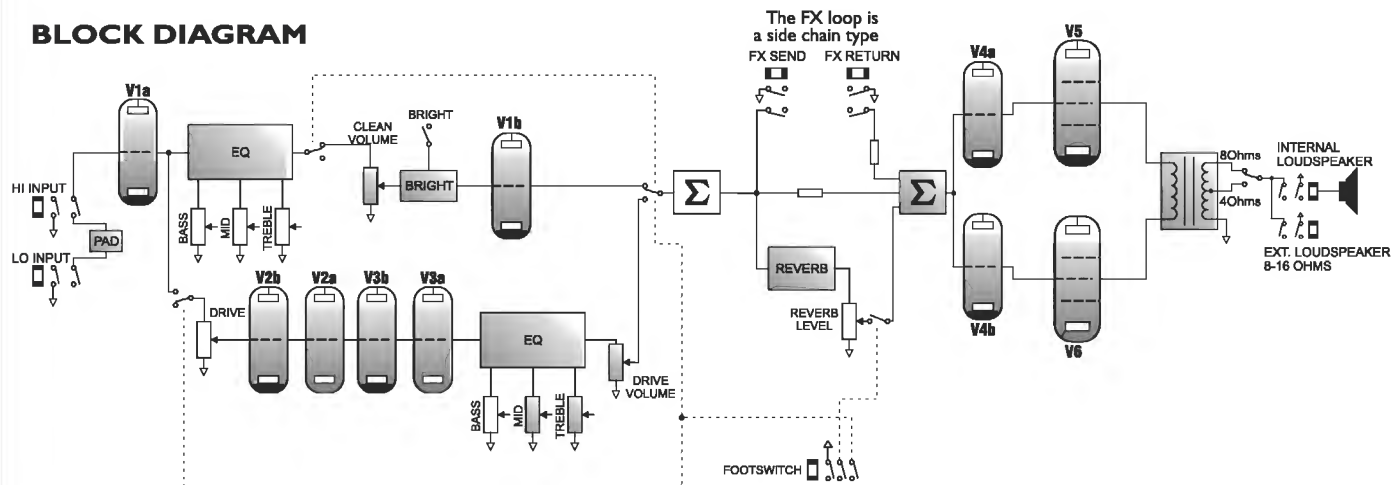 BLOCK DIAGRAM
The FX loop is
a side chain type
FX SEND
FX RETURN
V1a
V4a
V5
EQ
CLEAN
VOLUME
BRIGHT
V1b
BRIGHT
HI INPUT
PAD
LO INPUT
BASS
MID
TREBLE
Σ
Σ
8Ohms
4Ohms
INTERNAL
LOUDSPEAKER
EXT. LOUDSPEAKER
8-16 OHMS
REVERB
REVERB
LEVEL
V4b
V6
DRIVE
V2b
V2a
V3b
V3a
EQ
DRIVE
VOLUME
BASS
MID
TREBLE
FOOTSWITCH